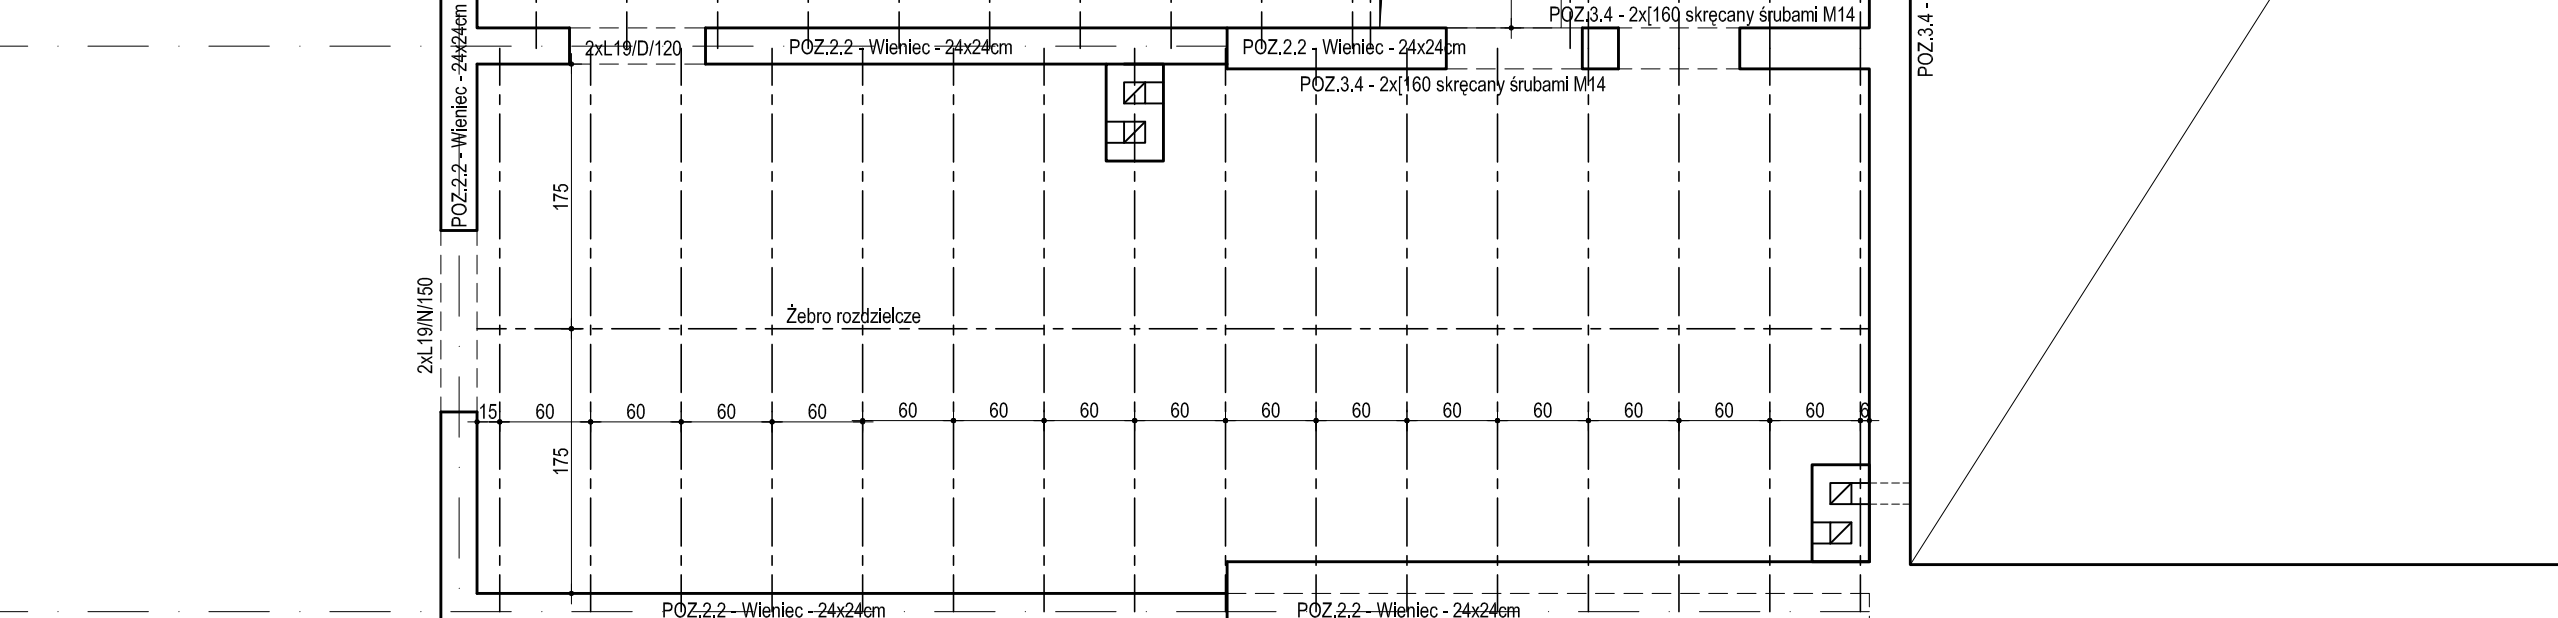 POZ.3.4 - 2x[160 skręcany śrubami M14
POZ.3.4 -
POZ.2.2 - Wieniec - 24x24cm
2xL19/D/120
POZ.2.2 - Wieniec - 24x24cm
POZ.2.2 - Wieniec - 24x24cm
POZ.3.4 - 2x[160 skręcany śrubami M14
175
2xL19/N/150
Żebro rozdzielcze
15 60 60 60 60 60 60 60 60 60 60 60 60 60 60 60 6
175
POZ.2.2 - Wieniec - 24x24cm
POZ.2.2 - Wieniec - 24x24cm